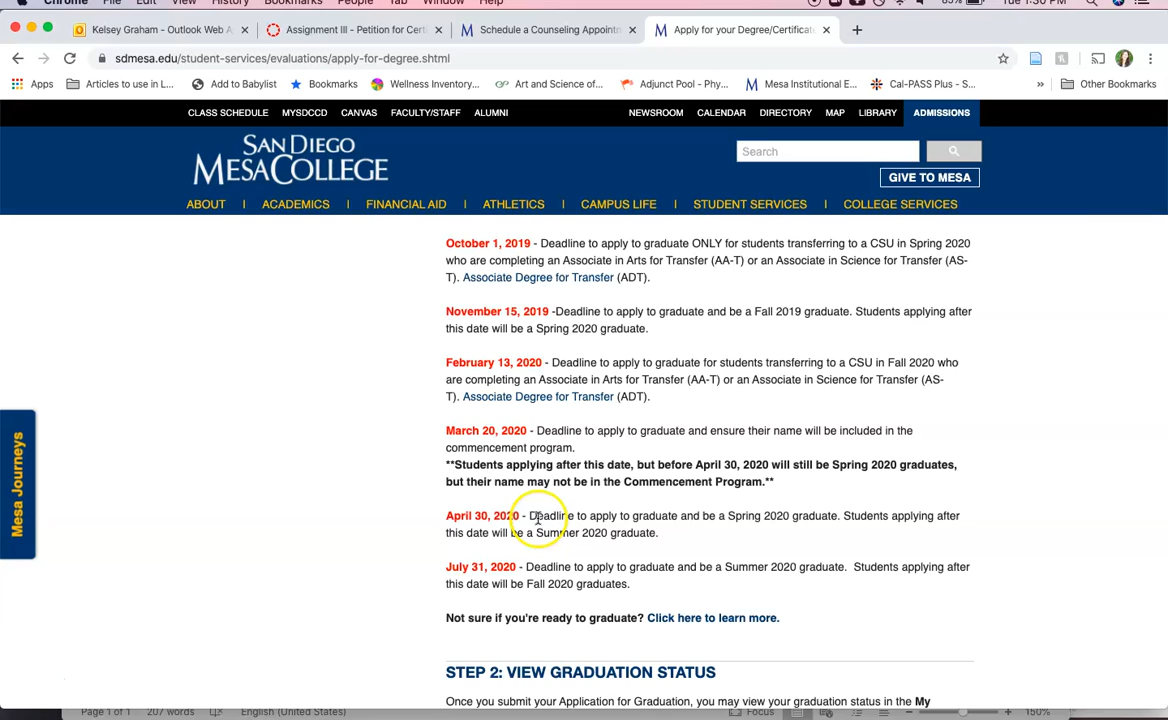 Chrome File Edit View History Bookmarks People Tab Window Help Tue 1:30 PM
Kelsey Graham - Outlook Web A
Assignment III - Petition for Cert
Schedule a Counseling Appointm
Apply for your Degree/Certificate
sdmesa.edu/student-services/evaluations/apply-for-degree.shtml
Apps Articles to use in L... Add to Babylist Bookmarks Wellness Inventory... Art and Science of... Adjunct Pool - Phy... Mesa Institutional E... Cal-PASS Plus - S... » Other Bookmarks
CLASS SCHEDULE MYSDCCD CANVAS FACULTY/STAFF ALUMNI NEWSROOM CALENDAR DIRECTORY MAP LIBRARY ADMISSIONS
SAN DIEGO
MESA COLLEGE
Search
GIVE TO MESA
ABOUT | ACADEMICS | FINANCIAL AID | ATHLETICS | CAMPUS LIFE | STUDENT SERVICES | COLLEGE SERVICES
October 1, 2019 - Deadline to apply to graduate ONLY for students transferring to a CSU in Spring 2020
who are completing an Associate in Arts for Transfer (AA-T) or an Associate in Science for Transfer (AS-
T). Associate Degree for Transfer (ADT).
November 15, 2019 -Deadline to apply to graduate and be a Fall 2019 graduate. Students applying after
this date will be a Spring 2020 graduate.
February 13, 2020 - Deadline to apply to graduate for students transferring to a CSU in Fall 2020 who
are completing an Associate in Arts for Transfer (AA-T) or an Associate in Science for Transfer (AS-
T). Associate Degree for Transfer (ADT).
March 20, 2020 - Deadline to apply to graduate and ensure their name will be included in the
commencement program.
**Students applying after this date, but before April 30, 2020 will still be Spring 2020 graduates,
but their name may not be in the Commencement Program.**
April 30, 2020 - Deadline to apply to graduate and be a Spring 2020 graduate. Students applying after
this date will be a Summer 2020 graduate.
July 31, 2020 - Deadline to apply to graduate and be a Summer 2020 graduate. Students applying after
this date will be Fall 2020 graduates.
Not sure if you're ready to graduate? Click here to learn more.
Mesa Journeys
STEP 2: VIEW GRADUATION STATUS
Once you submit your Application for Graduation, you may view your graduation status in the My
Page 1 of 1 207 words English (United States) Focus 150%